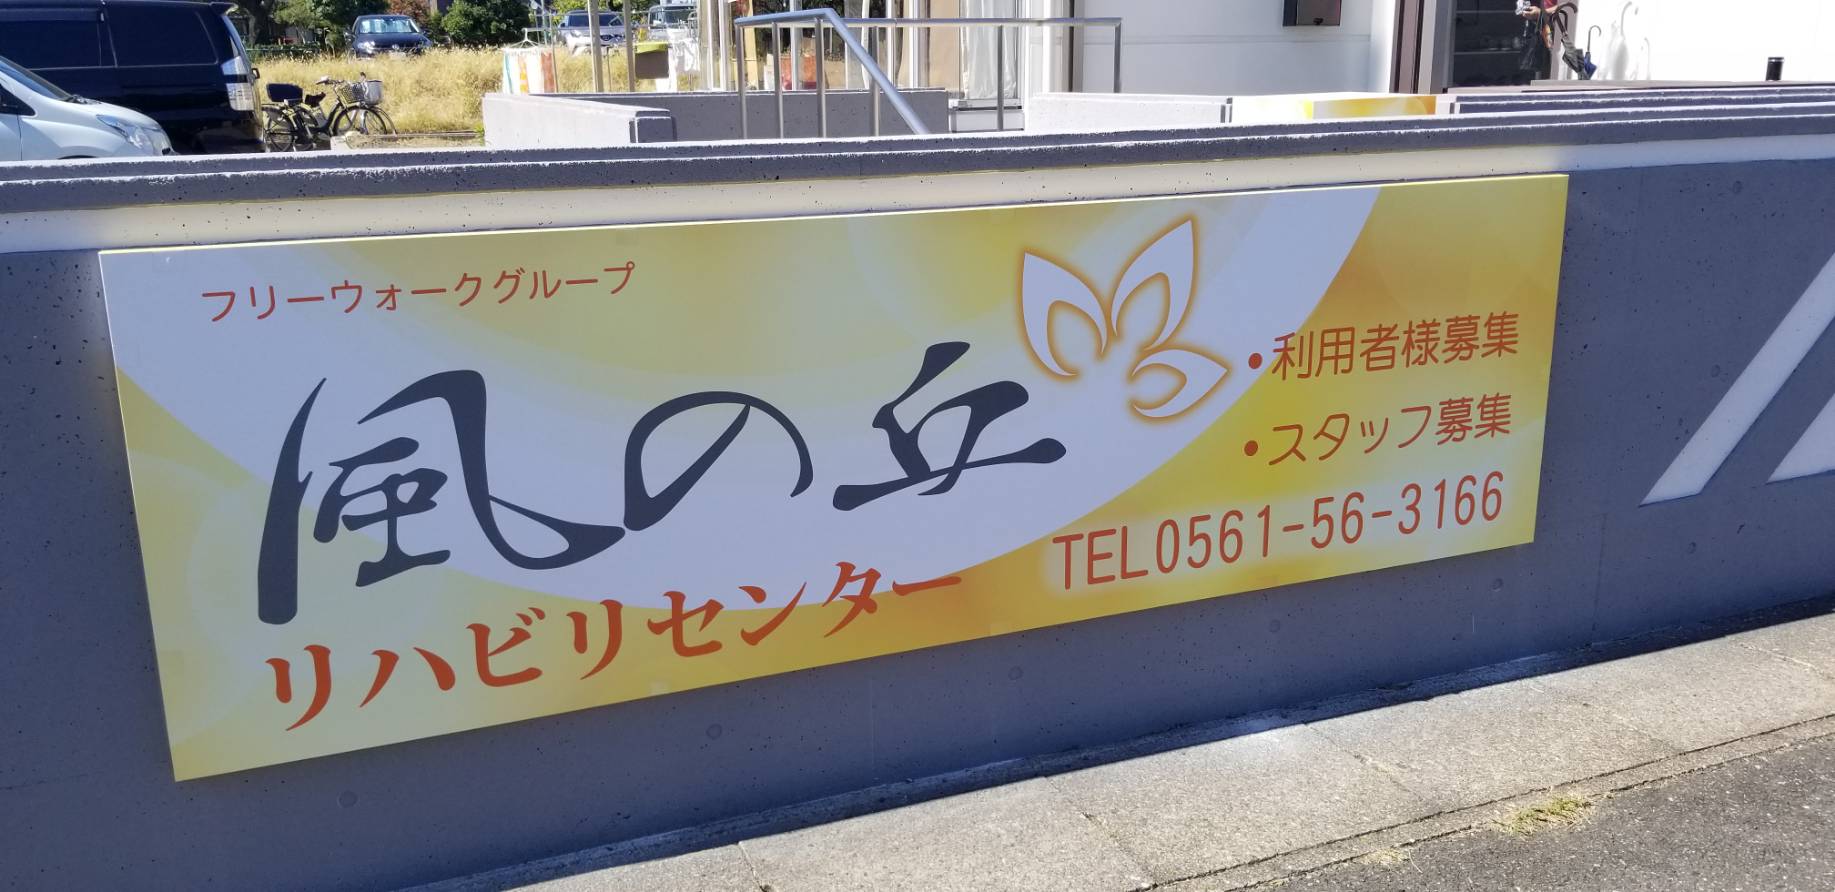 フリーウォークグループ
風の丘
リハビリセンター
・利用者様募集
・スタッフ募集
TEL0561-56-3166